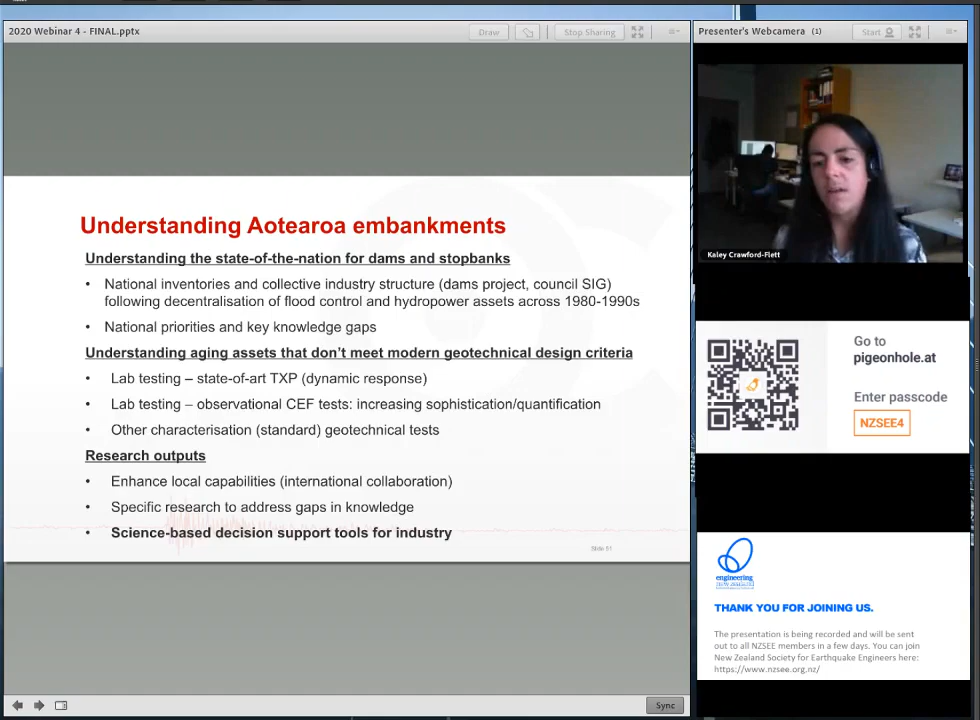 2020 Webinar 4 - FINAL.pptx
Draw
Stop Sharing
Understanding Aotearoa embankments
Understanding the state-of-the-nation for dams and stopbanks
• National inventories and collective industry structure (dams project, council SIG)
following decentralisation of flood control and hydropower assets across 1980-1990s
• National priorities and key knowledge gaps
Understanding aging assets that don't meet modern geotechnical design criteria
• Lab testing – state-of-art TXP (dynamic response)
• Lab testing – observational CEF tests: increasing sophistication/quantification
• Other characterisation (standard) geotechnical tests
Research outputs
• Enhance local capabilities (international collaboration)
• Specific research to address gaps in knowledge
• Science-based decision support tools for industry
Slide 51
Sync
Presenter's Webcamera (1)
Start
Kaley Crawford-Flett
Go to
pigeonhole.at
Enter passcode
NZSEE4
engineering
NEW ZEALAND
THANK YOU FOR JOINING US.
The presentation is being recorded and will be sent
out to all NZSEE members in a few days. You can join
New Zealand Society for Earthquake Engineers here:
https://www.nzsee.org.nz/